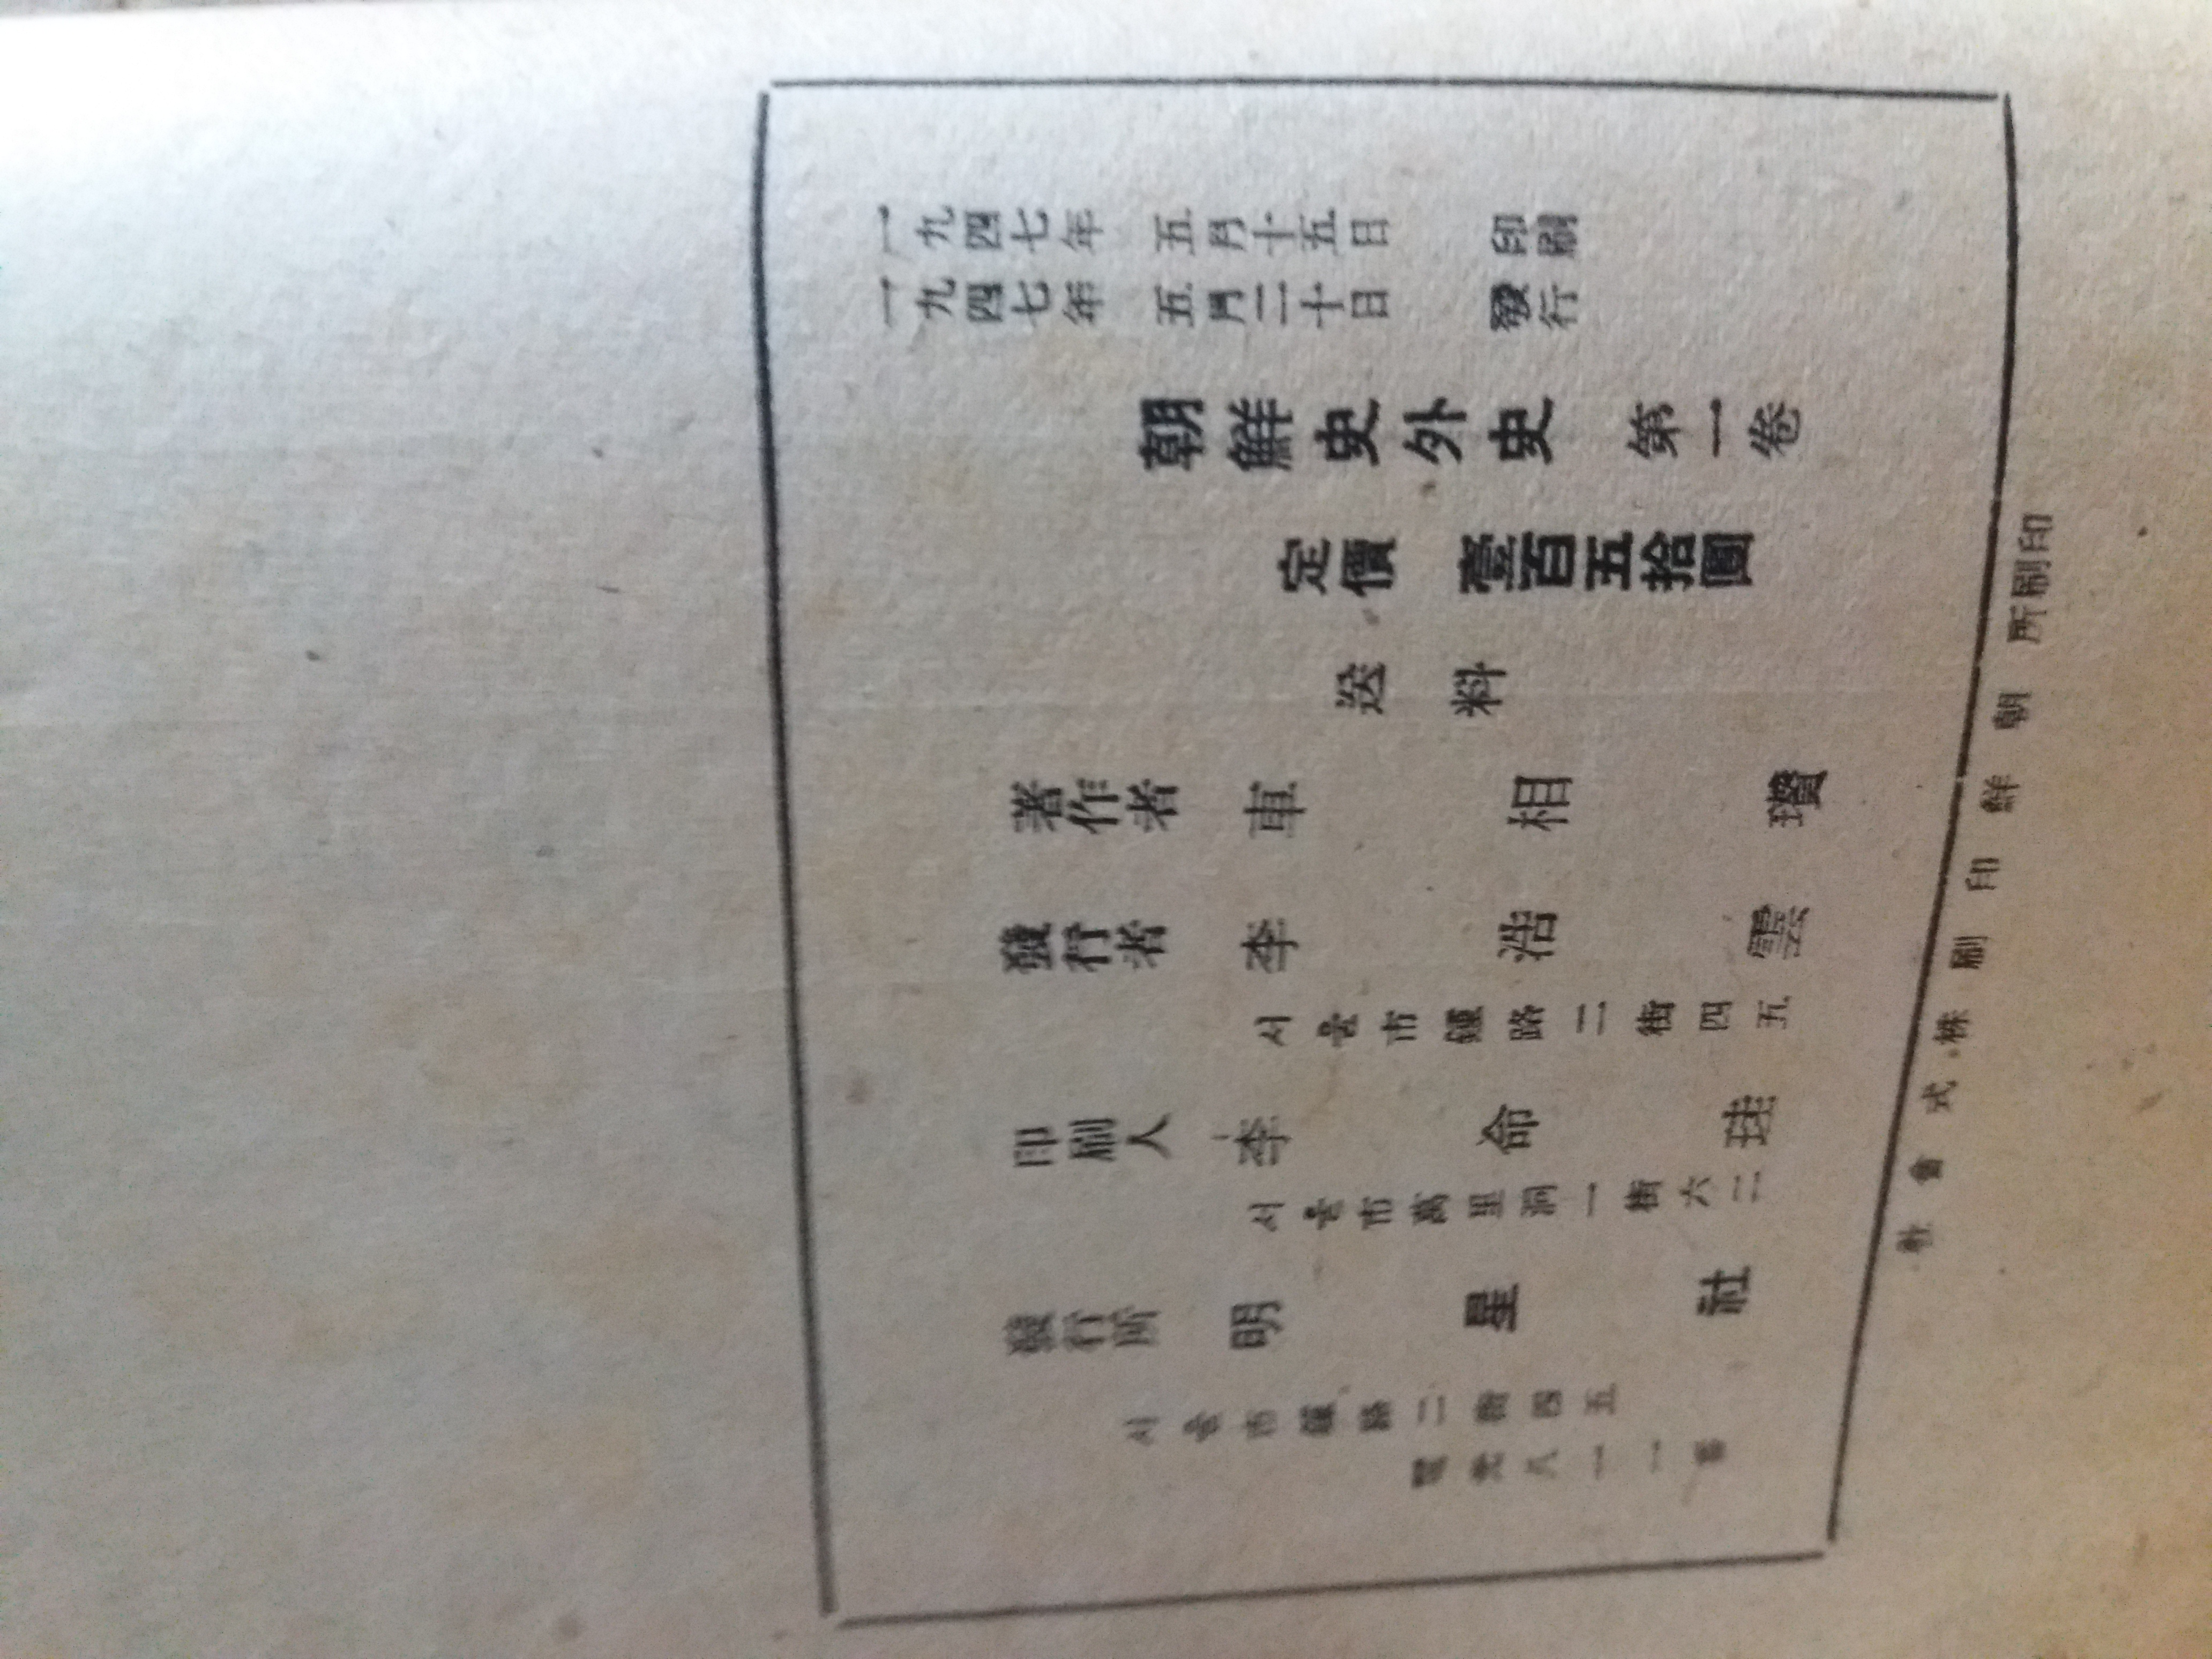 一九四七年 五月十五日 印刷
一九四七年 五月二十日 發行
朝鮮史外史 第一卷
定價 壹百五拾圓
送料
著作者 車相瓚
發行者 李浩雲
서울市鍾路二街四五
印刷人 李命珪
서울市萬里洞一街六二
發行所 明星社
서울市鍾路二街四五
電 八一一番
印刷所 朝鮮印刷株式會社